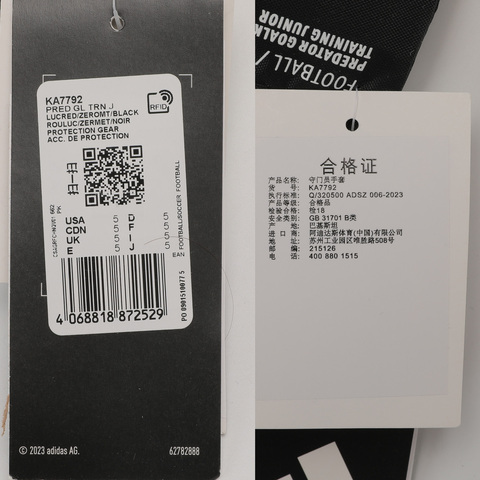 KA7792
PRED GL TRN J
LUCRED/ZEROMT/BLACK
ROULUC/ZERMET/NOIR
PROTECTION GEAR
ACC. DE PROTECTION
RFID
USA 5 D 5
CDN 5 F 5
UK 5 I 5
E 5 J 5
EAN FOOTBALL/SOCCER FOOTBALL
4 068818 872529
PO 0901510077 5
© 2023 adidas AG.
62782888
FOOTBALL/
PREDATOR GOALK
TRAINING JUNIOR
合格证
产品名称: 守门员手套
货 号: KA7792
执行标准: Q/320500 ADSZ 006-2023
产品等级: 合格品
检验合格: 检18
安全类别: GB 31701 B类
产 地: 巴基斯坦
进 口 商: 阿迪达斯体育(中国)有限公司
地 址: 苏州工业园区唯胜路508号
邮 编: 215126
电 话: 400 880 1515